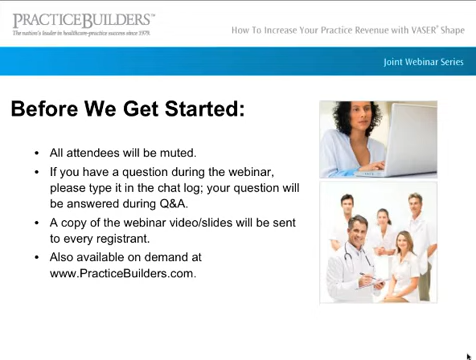 PRACTICEBUILDERS™
The nation's leader in healthcare practice success since 1979
How To Increase Your Practice Revenue with VASER® Shape
Joint Webinar Series
Before We Get Started:
• All attendees will be muted.
• If you have a question during the webinar,
please type it in the chat log; your question will
be answered during Q&A.
• A copy of the webinar video/slides will be sent
to every registrant.
• Also available on demand at
www.PracticeBuilders.com.